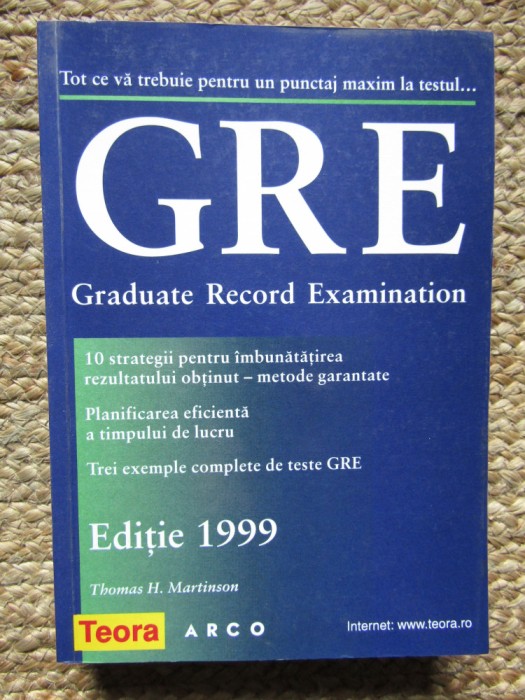 Tot ce vă trebuie pentru un punctaj maxim la testul...
GRE
Graduate Record Examination
10 strategii pentru îmbunătățirea
rezultatului obținut – metode garantate
Planificarea eficientă
a timpului de lucru
Trei exemple complete de teste GRE
Ediție 1999
Thomas H. Martinson
Teora ARCO Internet: www.teora.ro